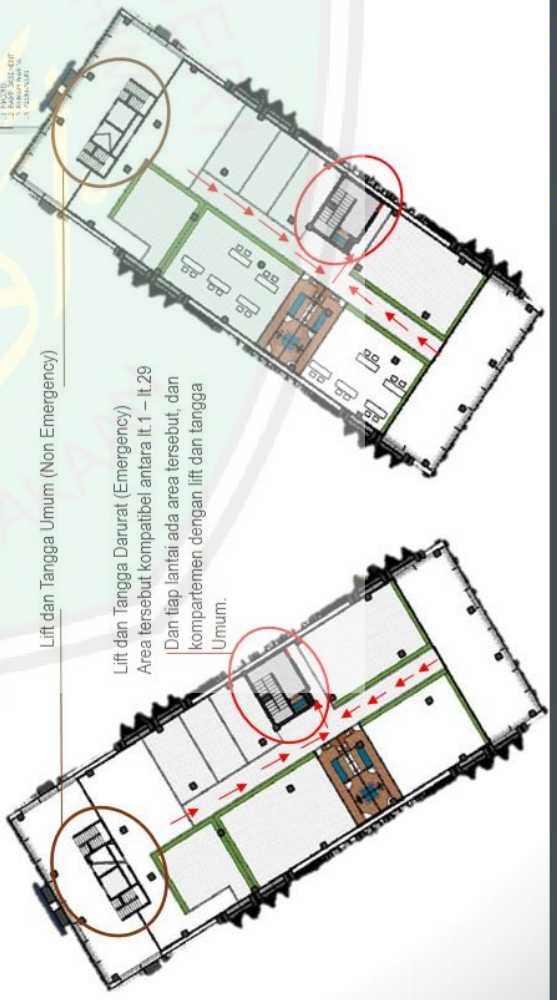 Lift dan Tangga Umum (Non Emergency)
Lift dan Tangga Darurat (Emergency)
Area tersebut kompatibel antara lt.1 – lt.29
Dan tiap lantai ada area tersebut, dan
kompartemen dengan lift dan tangga
Umum.